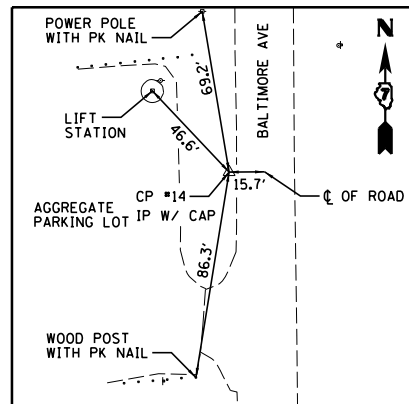 POWER POLE
WITH PK NAIL
BALTIMORE AVE
N
7
69.2'
LIFT
STATION
46.6'
CP #14
IP W/ CAP
15.7'
℄ OF ROAD
AGGREGATE
PARKING LOT
86.3'
WOOD POST
WITH PK NAIL